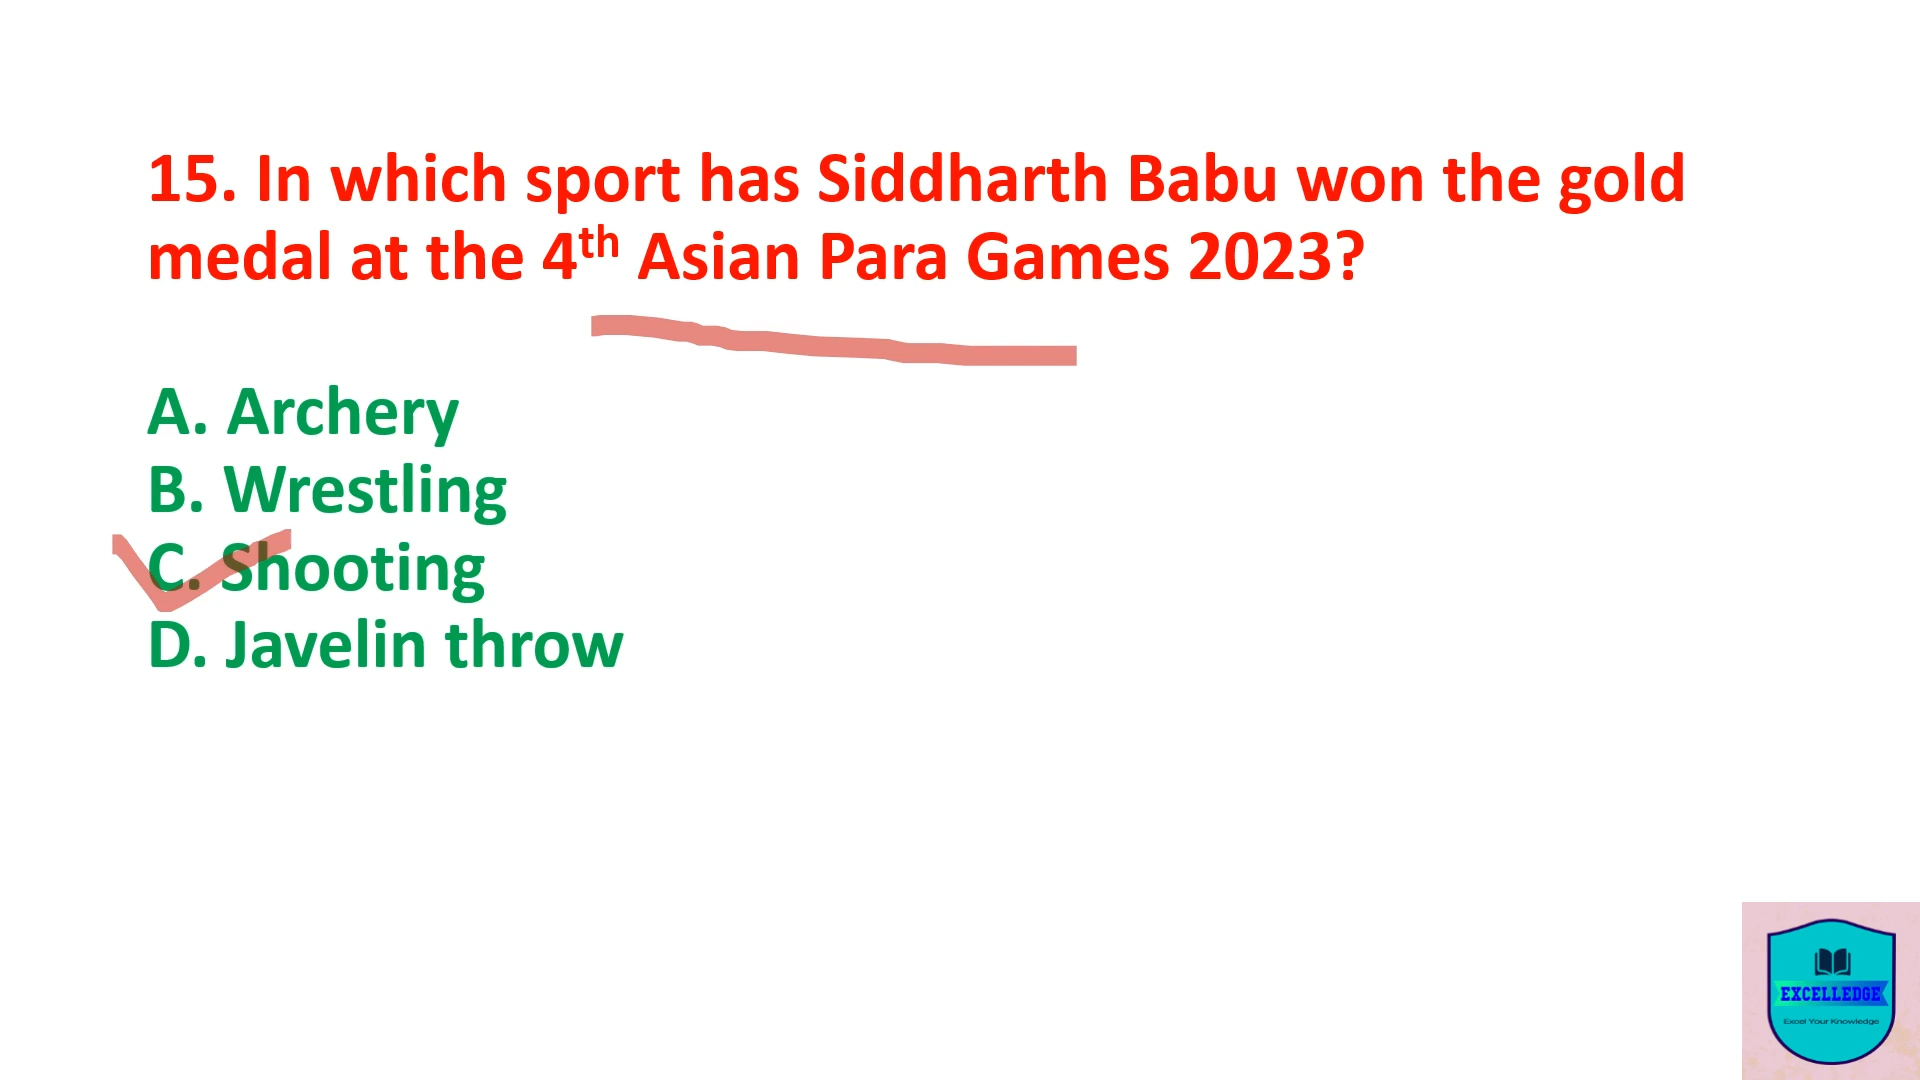 15. In which sport has Siddharth Babu won the gold
medal at the 4th Asian Para Games 2023?
A. Archery
B. Wrestling
C. Shooting
D. Javelin throw
EXCELLEDGE
Excel Your Knowledge